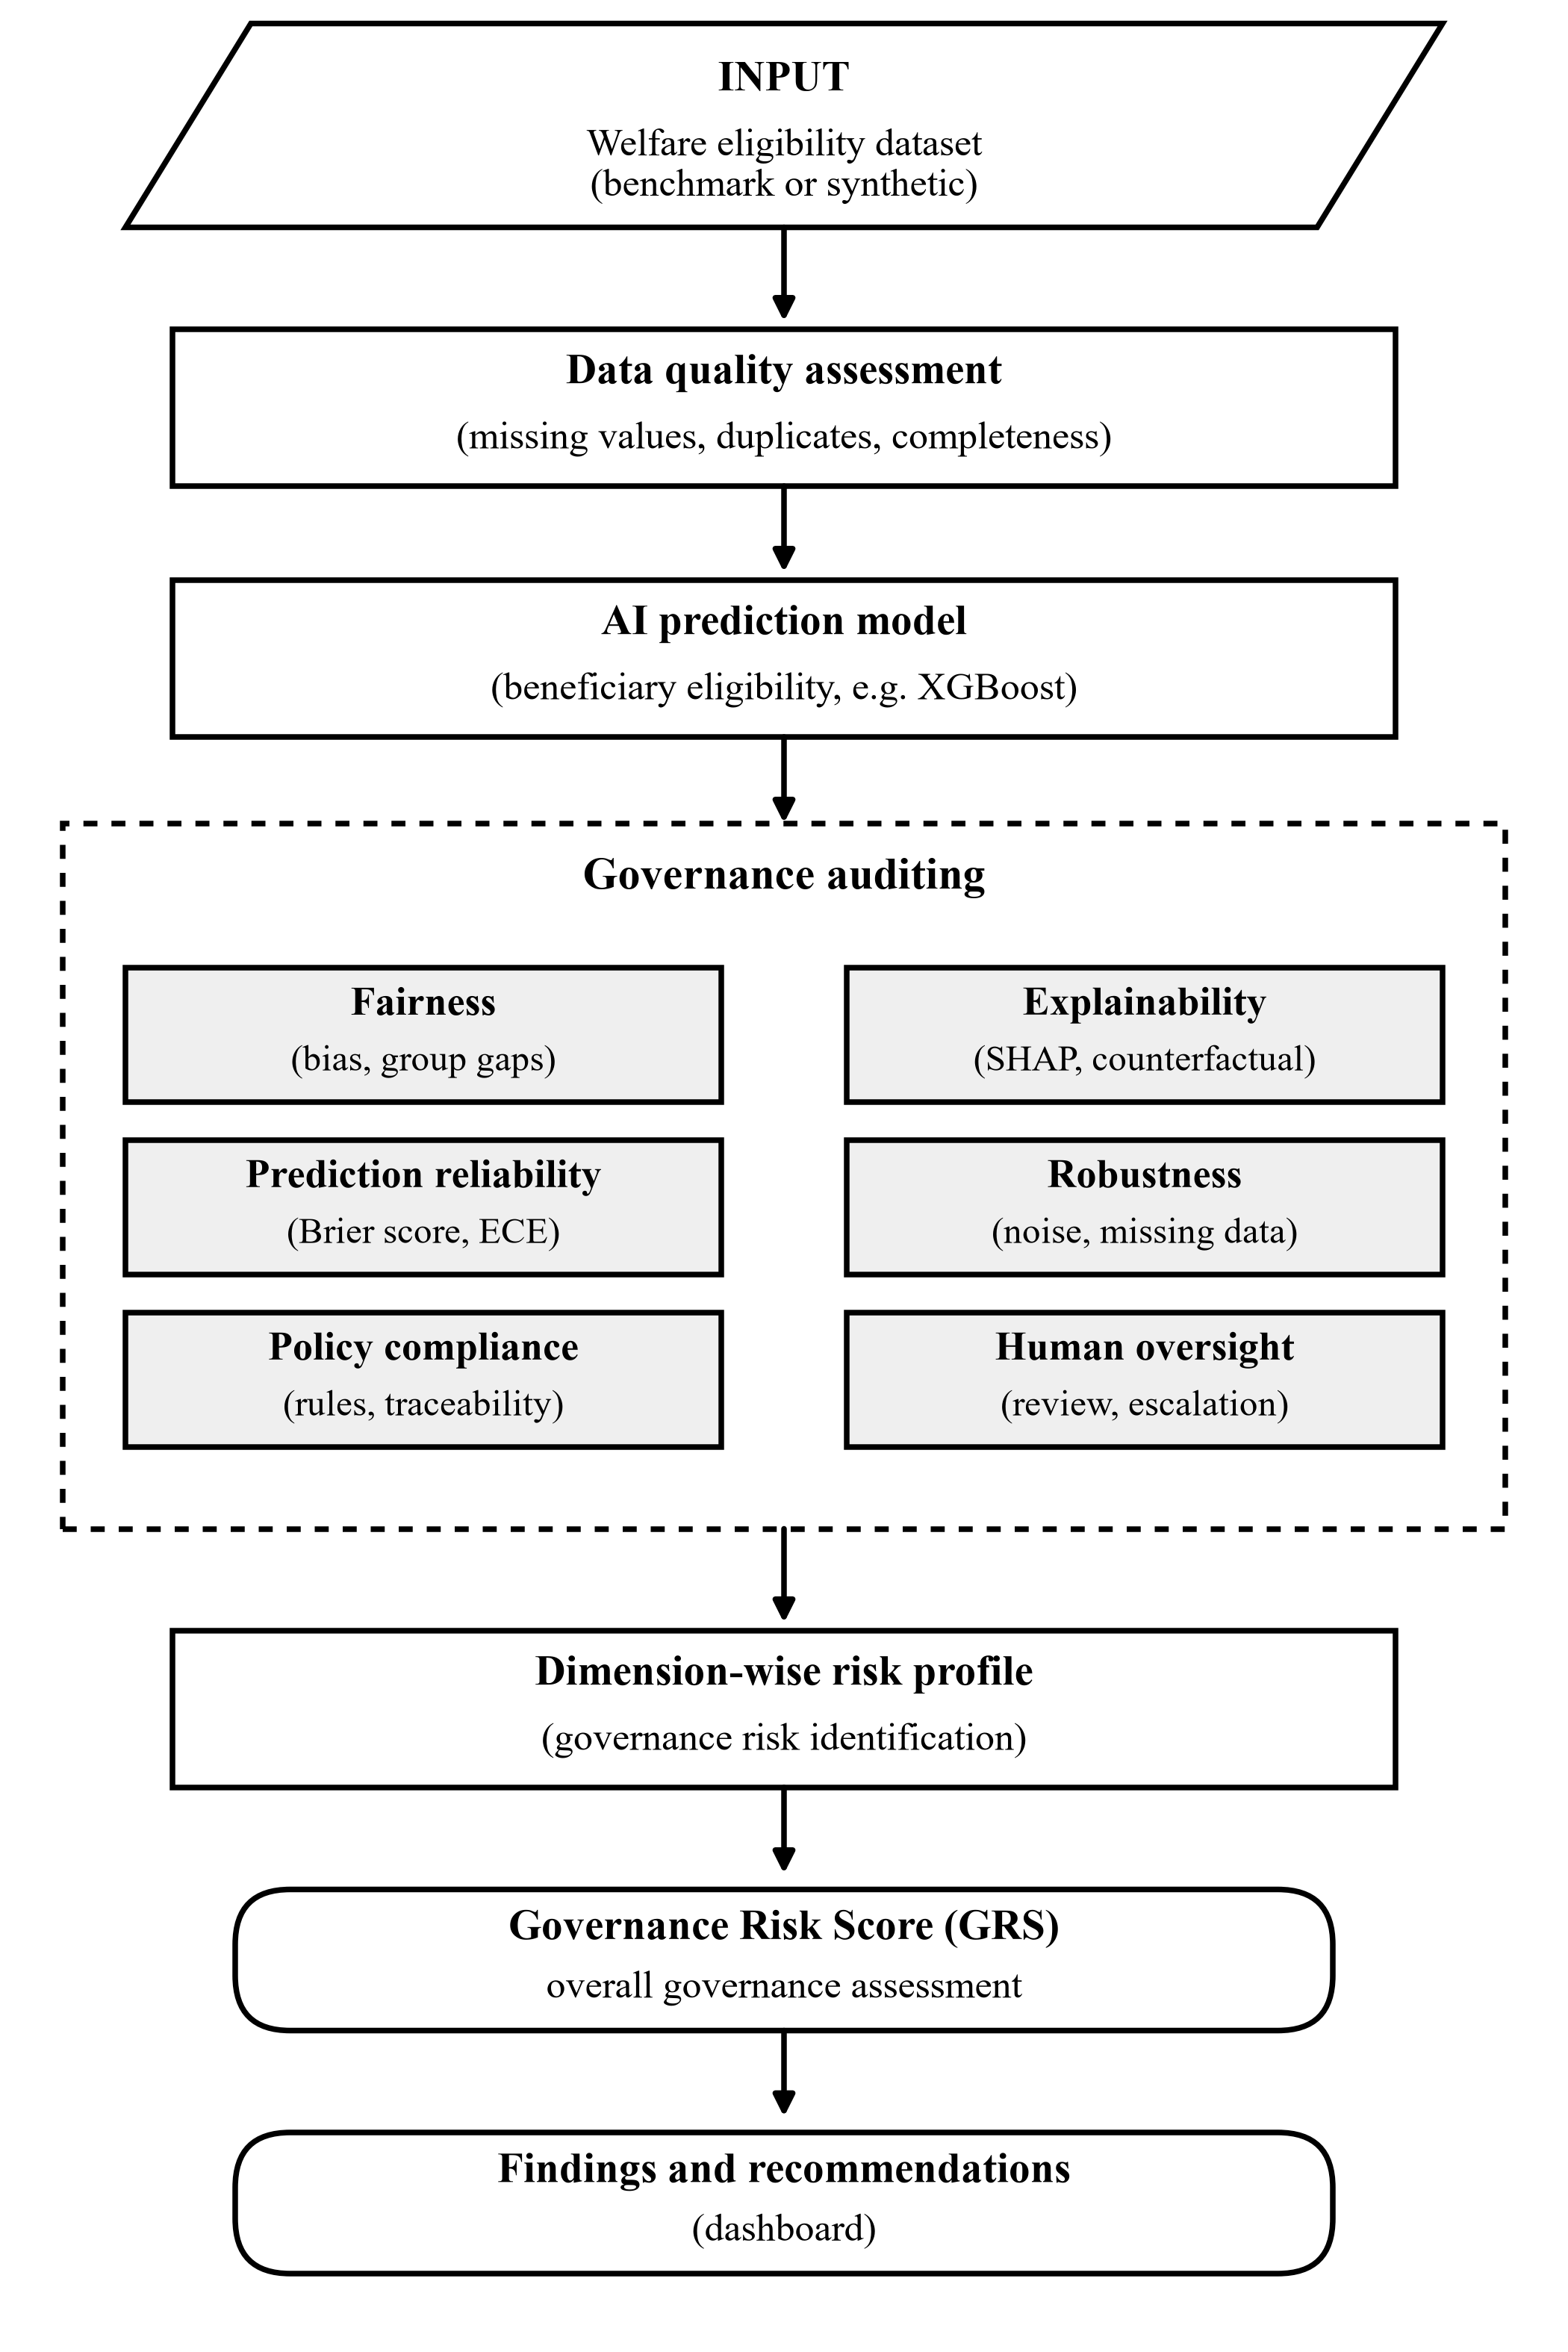 INPUT
Welfare eligibility dataset
(benchmark or synthetic)
Data quality assessment
(missing values, duplicates, completeness)
AI prediction model
(beneficiary eligibility, e.g. XGBoost)
Governance auditing
Fairness
(bias, group gaps)
Explainability
(SHAP, counterfactual)
Prediction reliability
(Brier score, ECE)
Robustness
(noise, missing data)
Policy compliance
(rules, traceability)
Human oversight
(review, escalation)
Dimension-wise risk profile
(governance risk identification)
Governance Risk Score (GRS)
overall governance assessment
Findings and recommendations
(dashboard)